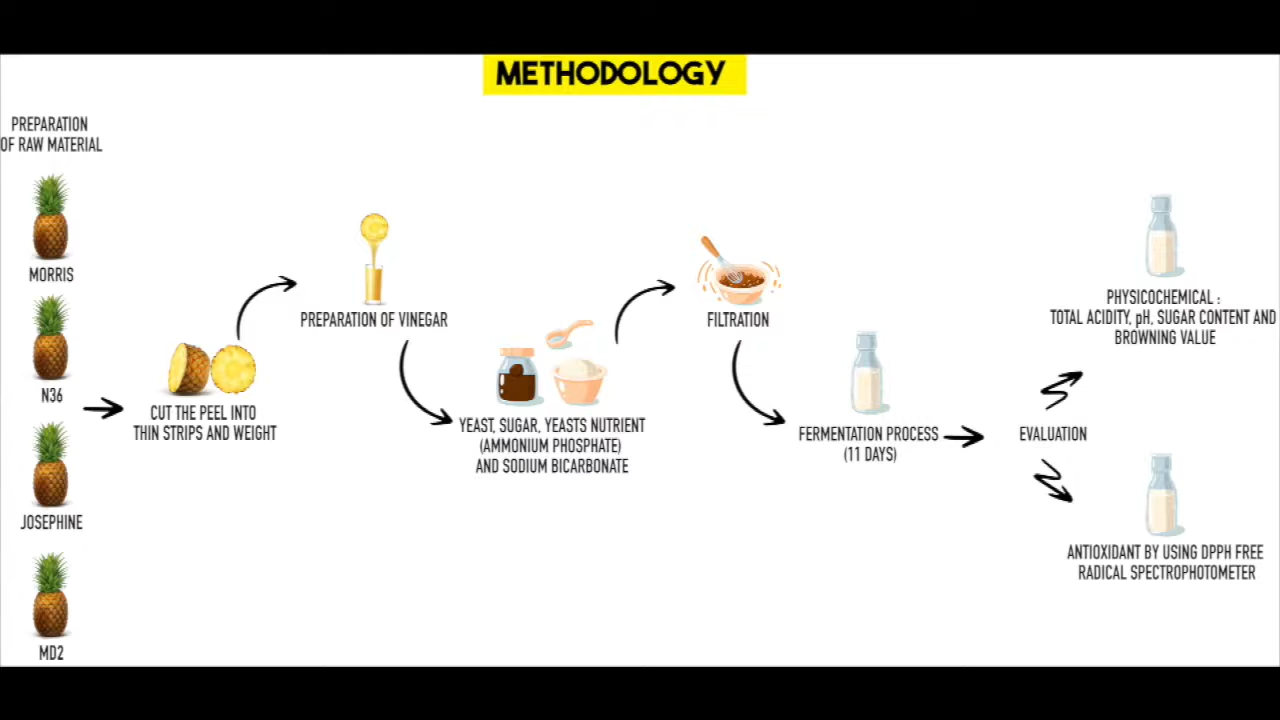 METHODOLOGY
PREPARATION
OF RAW MATERIAL
MORRIS
N36
JOSEPHINE
MD2
CUT THE PEEL INTO
THIN STRIPS AND WEIGHT
PREPARATION OF VINEGAR
YEAST, SUGAR, YEASTS NUTRIENT
(AMMONIUM PHOSPHATE)
AND SODIUM BICARBONATE
FILTRATION
FERMENTATION PROCESS
(11 DAYS)
EVALUATION
PHYSICOCHEMICAL :
TOTAL ACIDITY, pH, SUGAR CONTENT AND
BROWNING VALUE
ANTIOXIDANT BY USING DPPH FREE
RADICAL SPECTROPHOTOMETER